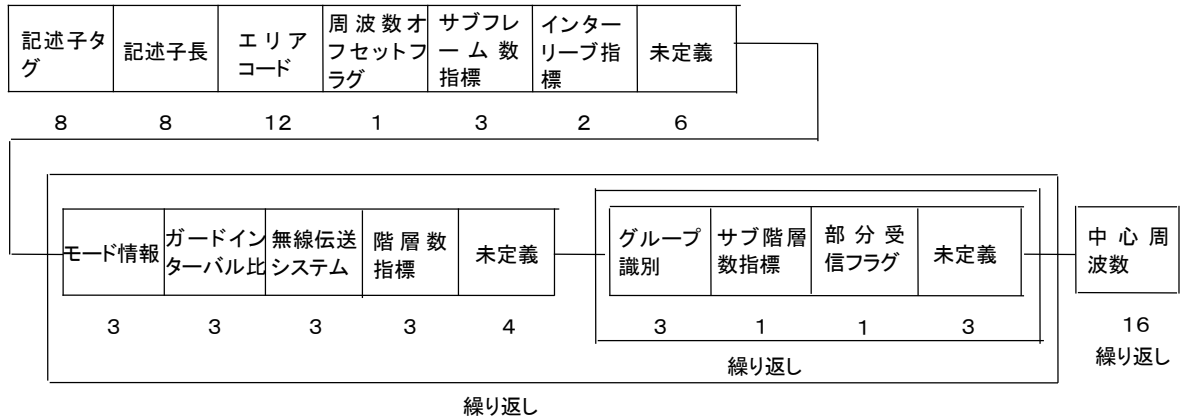 記述子タグ
記述子長
エリアコード
周波数オフセットフラグ
サブフレーム数指標
インターリーブ指標
未定義
8 8 12 1 3 2 6
モード情報
ガードインターバル比
無線伝送システム
階層数指標
未定義
グループ識別
サブ階層数指標
部分受信フラグ
未定義
中心周波数
3 3 3 3 4 3 1 1 3 16
繰り返し
繰り返し
繰り返し